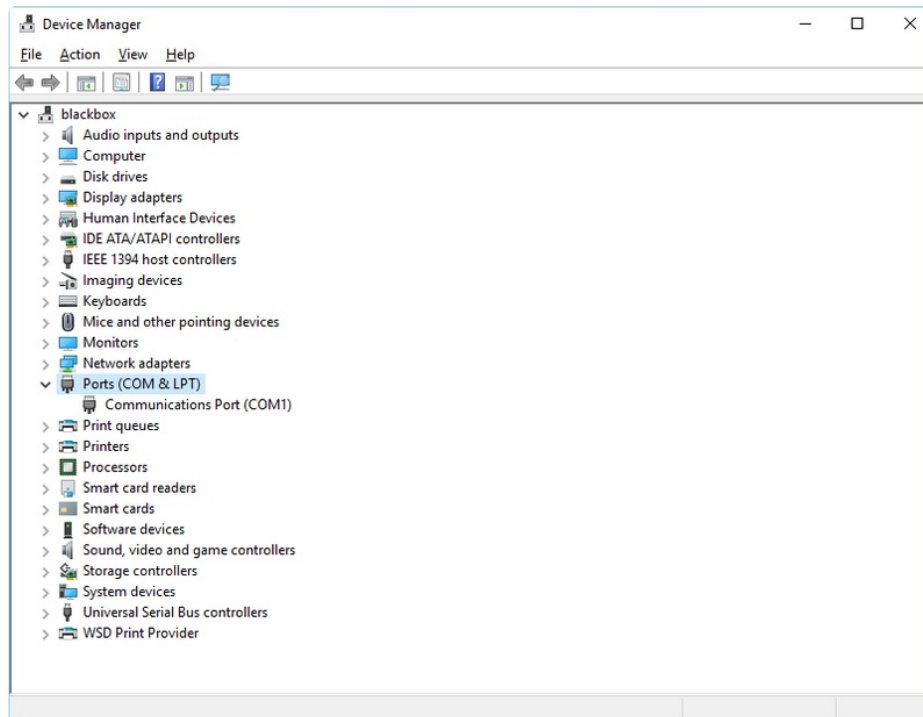 Device Manager
File Action View Help
blackbox
Audio inputs and outputs
Computer
Disk drives
Display adapters
Human Interface Devices
IDE ATA/ATAPI controllers
IEEE 1394 host controllers
Imaging devices
Keyboards
Mice and other pointing devices
Monitors
Network adapters
Ports (COM & LPT)
Communications Port (COM1)
Print queues
Printers
Processors
Smart card readers
Smart cards
Software devices
Sound, video and game controllers
Storage controllers
System devices
Universal Serial Bus controllers
WSD Print Provider